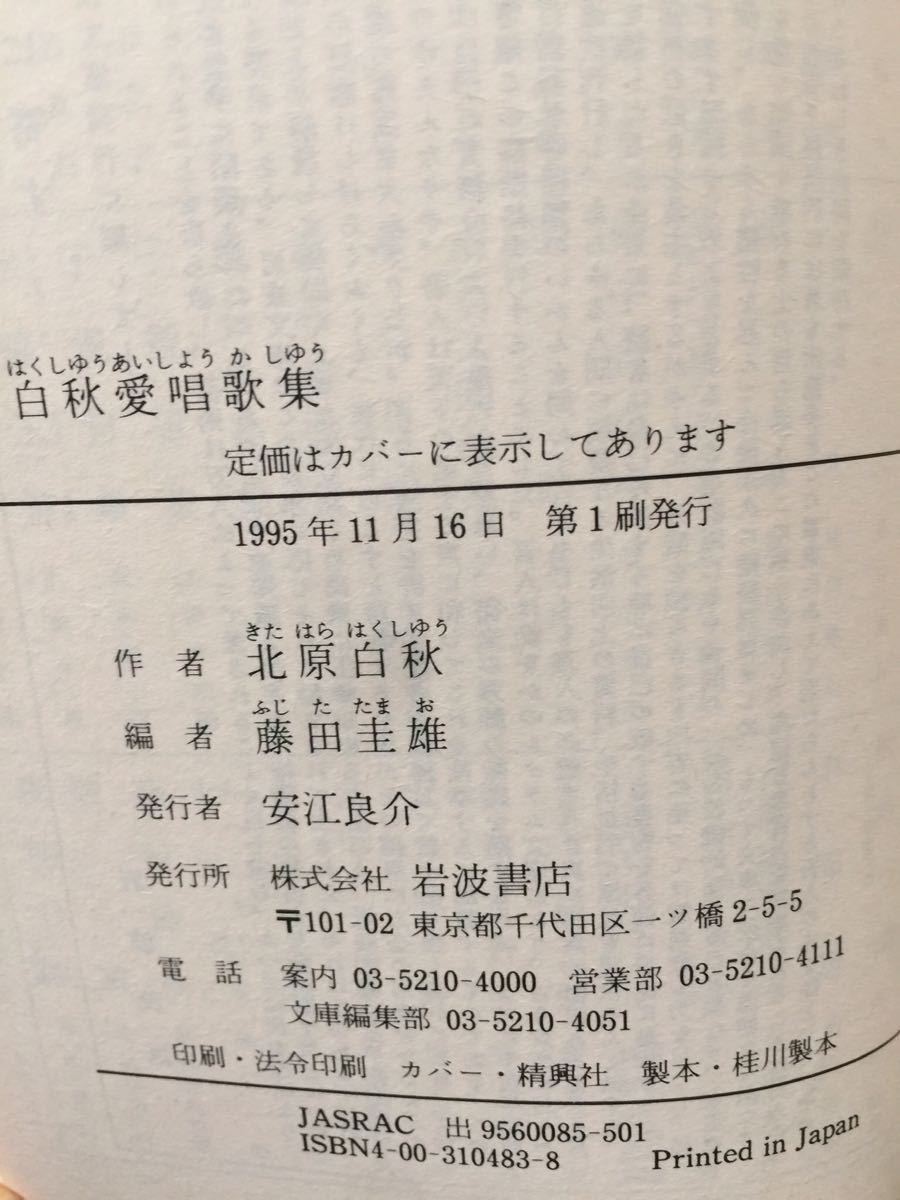 はくしゆうあいしようかしゆう
白秋愛唱歌集
定価はカバーに表示してあります
1995年11月16日 第1刷発行
きた はら はくしゆう
作者 北原白秋
ふじ た たま お
編者 藤田圭雄
発行者 安江良介
発行所 株式会社 岩波書店
〒101-02 東京都千代田区一ツ橋2-5-5
電話 案内 03-5210-4000 営業部 03-5210-4111
文庫編集部 03-5210-4051
印刷・法令印刷 カバー・精興社 製本・桂川製本
JASRAC 出9560085-501
ISBN4-00-310483-8 Printed in Japan